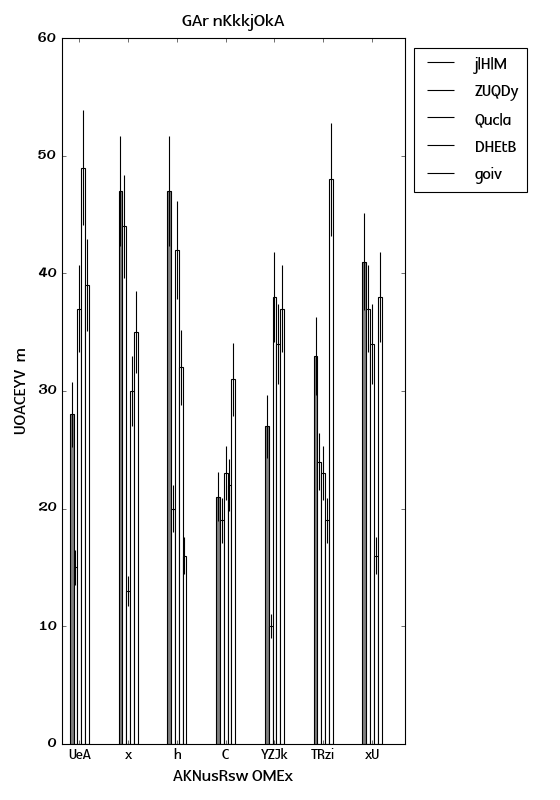 GAr nKkkjOkA
60
50
40
30
20
10
0
UOACEYV m
UeA x h C YZJk TRzi xU
AKNusRsw OMEx
jlHlM
ZUQDy
Qucla
DHEtB
goiv